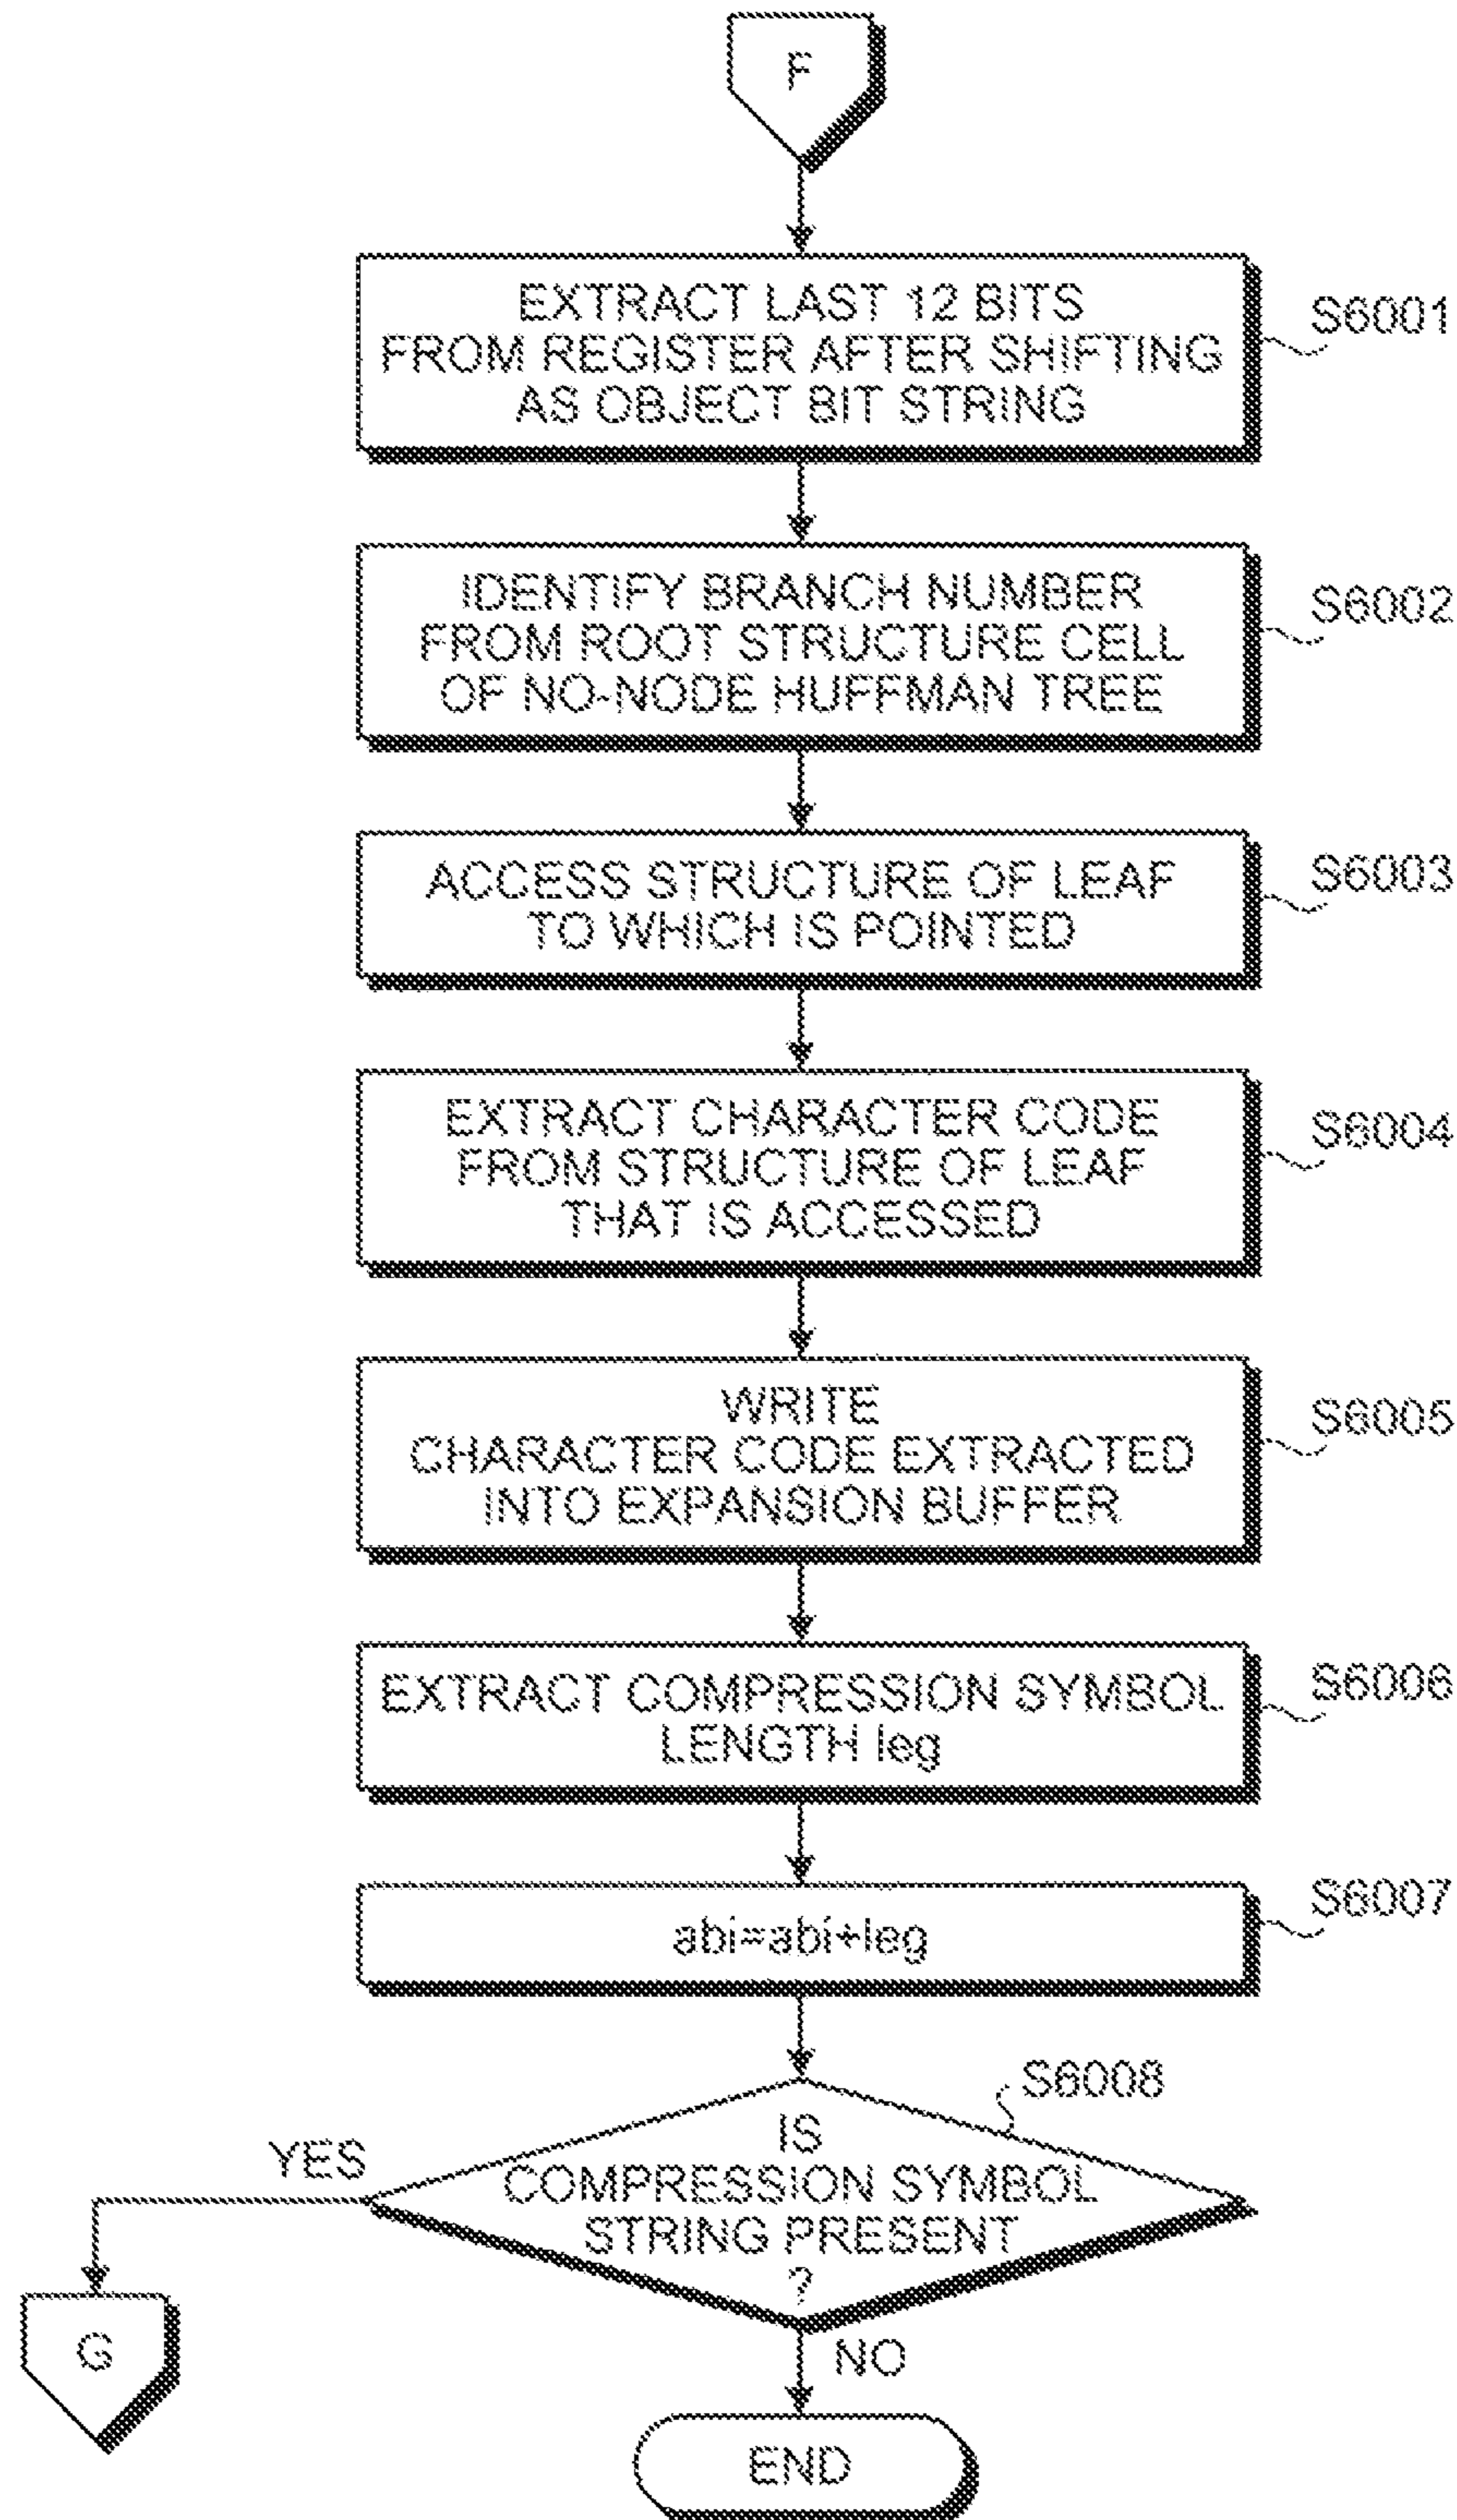 F
EXTRACT LAST 12 BITS
FROM REGISTER AFTER SHIFTING
AS OBJECT BIT STRING
S6001
IDENTIFY BRANCH NUMBER
FROM ROOT STRUCTURE CELL
OF NO-NODE HUFFMAN TREE
S6002
ACCESS STRUCTURE OF LEAF
TO WHICH IS POINTED
S6003
EXTRACT CHARACTER CODE
FROM STRUCTURE OF LEAF
THAT IS ACCESSED
S6004
WRITE
CHARACTER CODE EXTRACTED
INTO EXPANSION BUFFER
S6005
EXTRACT COMPRESSION SYMBOL
LENGTH leg
S6006
abi=abi+leg
S6007
S6008
IS
COMPRESSION SYMBOL
STRING PRESENT
?
YES
G
NO
END